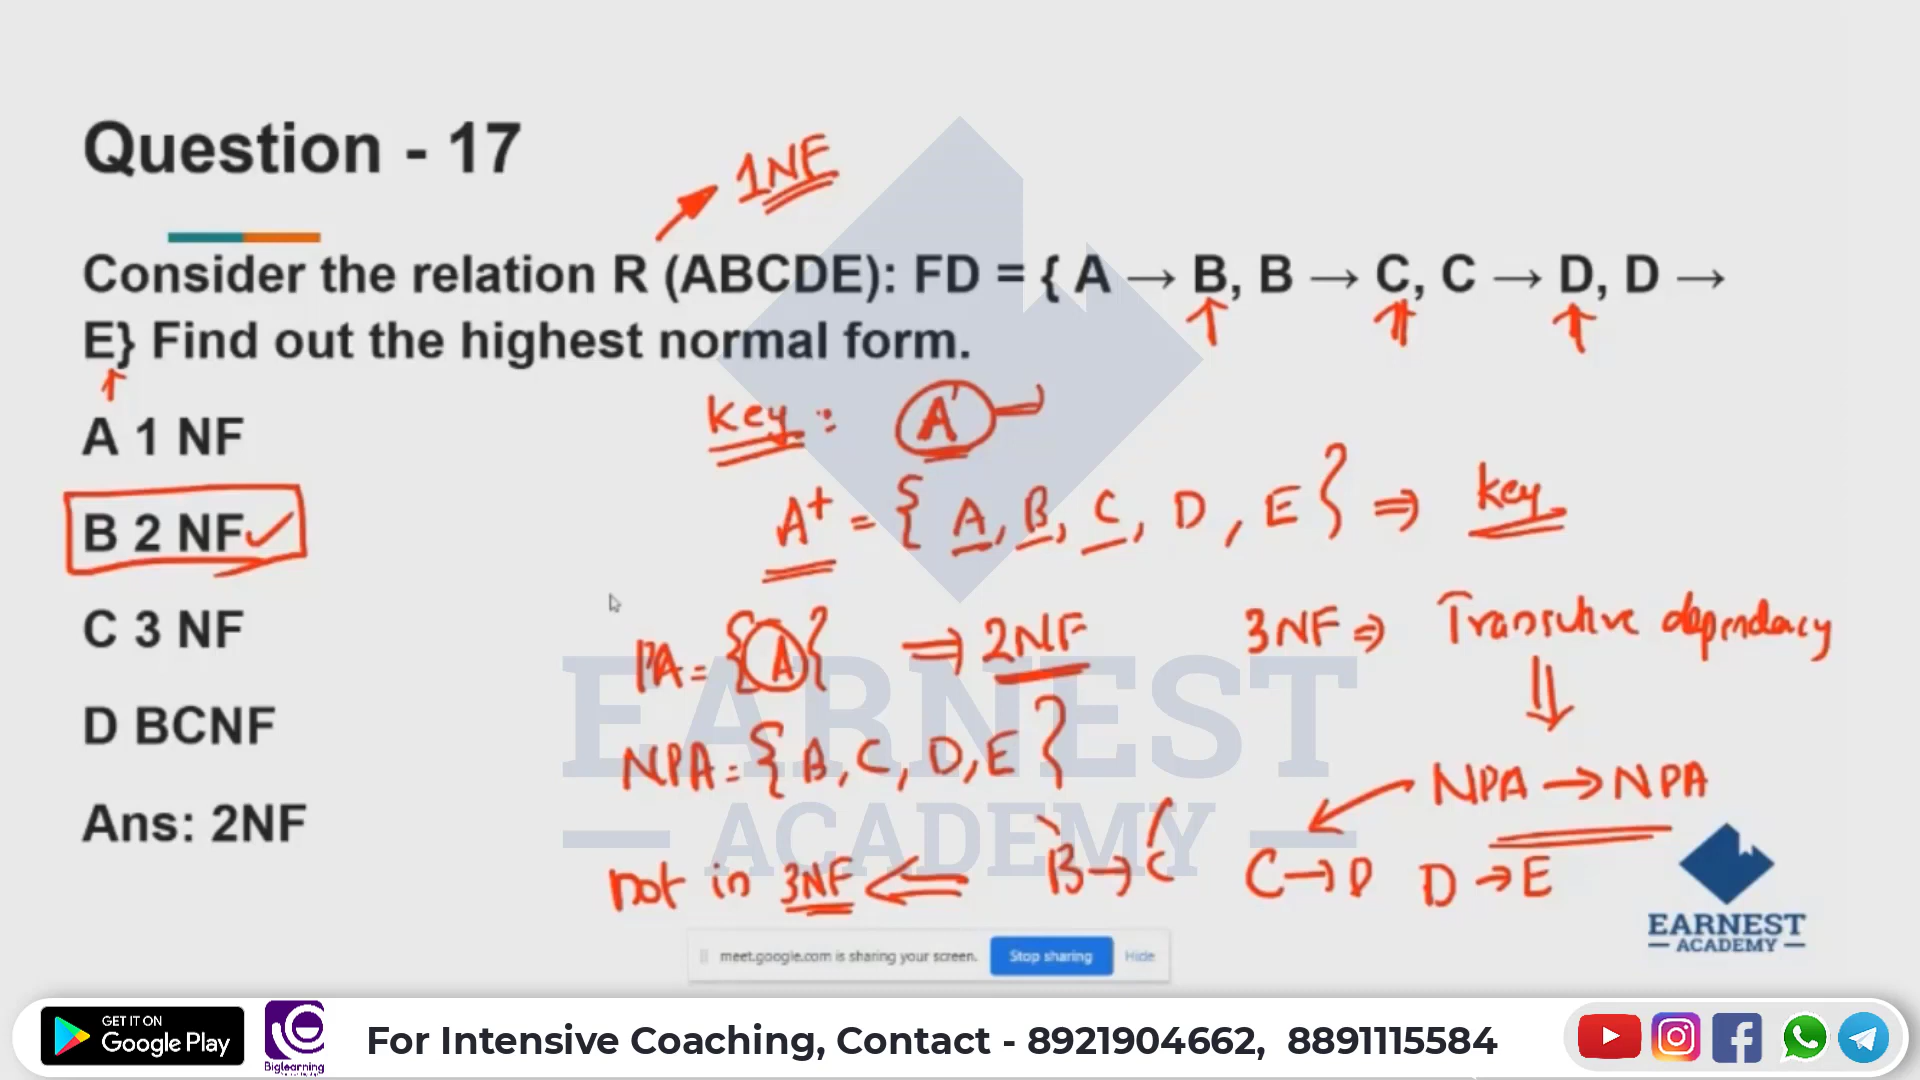 Question - 17
1NF
Consider the relation R (ABCDE): FD = { A → B, B → C, C → D, D →
E} Find out the highest normal form.
A 1 NF
B 2 NF
C 3 NF
D BCNF
Ans: 2NF
Key: A
A+ = { A, B, C, D, E } ⇒ key
PA = {A} ⇒ 2NF
NPA = { B, C, D, E }
3NF ⇒ Transitive dependency
NPA → NPA
B → C C → D D → E
not in 3NF
EARNEST
ACADEMY
EARNEST
ACADEMY
meet.google.com is sharing your screen. Stop sharing Hide
GET IT ON
Google Play
Biglearning
For Intensive Coaching, Contact - 8921904662, 8891115584